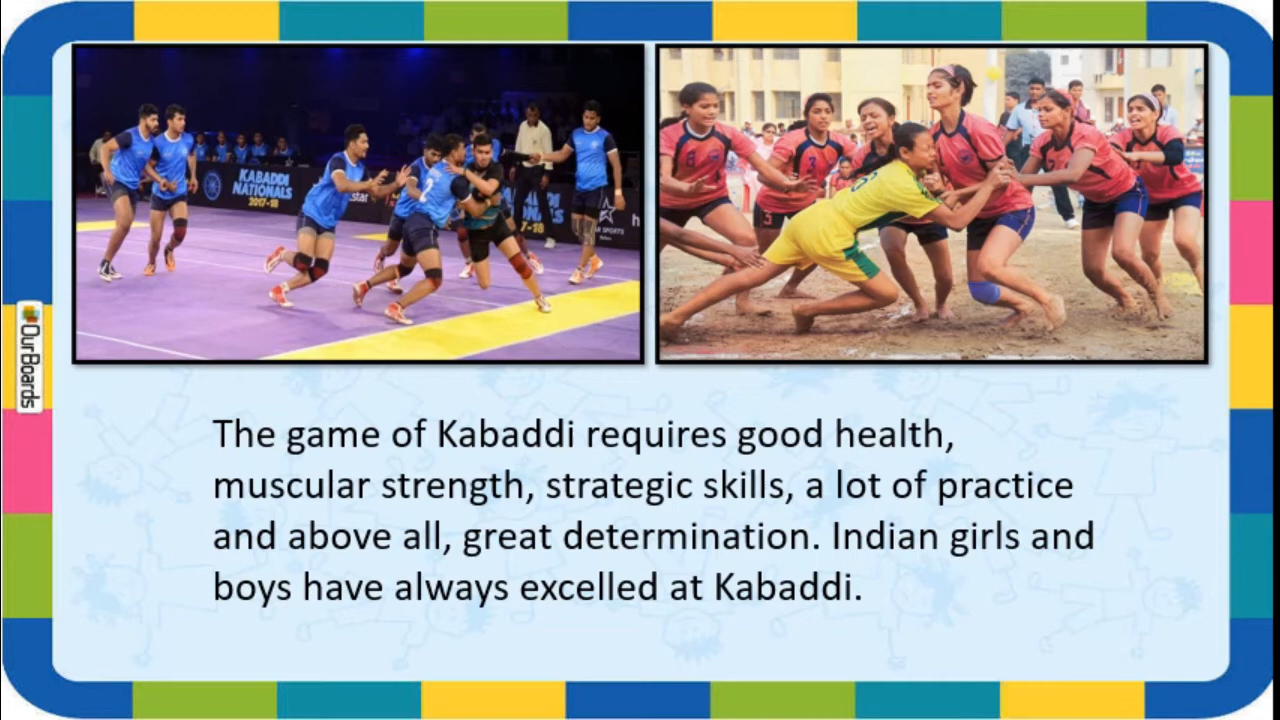 KABADDI
NATIONALS
2017-18
OurBoards
The game of Kabaddi requires good health,
muscular strength, strategic skills, a lot of practice
and above all, great determination. Indian girls and
boys have always excelled at Kabaddi.